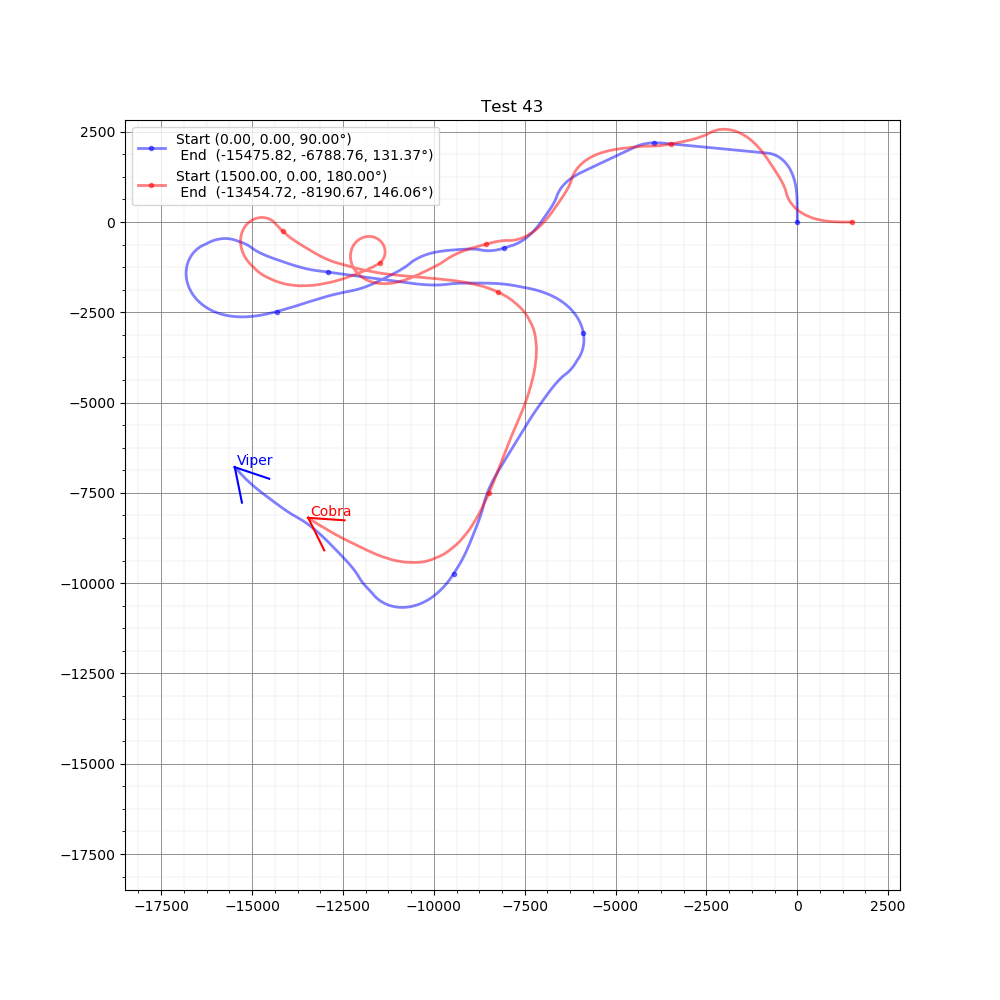 Test 43
Start (0.00, 0.00, 90.00°)
End  (-15475.82, -6788.76, 131.37°)
Start (1500.00, 0.00, 180.00°)
End  (-13454.72, -8190.67, 146.06°)
2500
0
−2500
−5000
−7500
−10000
−12500
−15000
−17500
Viper
Cobra
−17500 −15000 −12500 −10000 −7500 −5000 −2500 0 2500